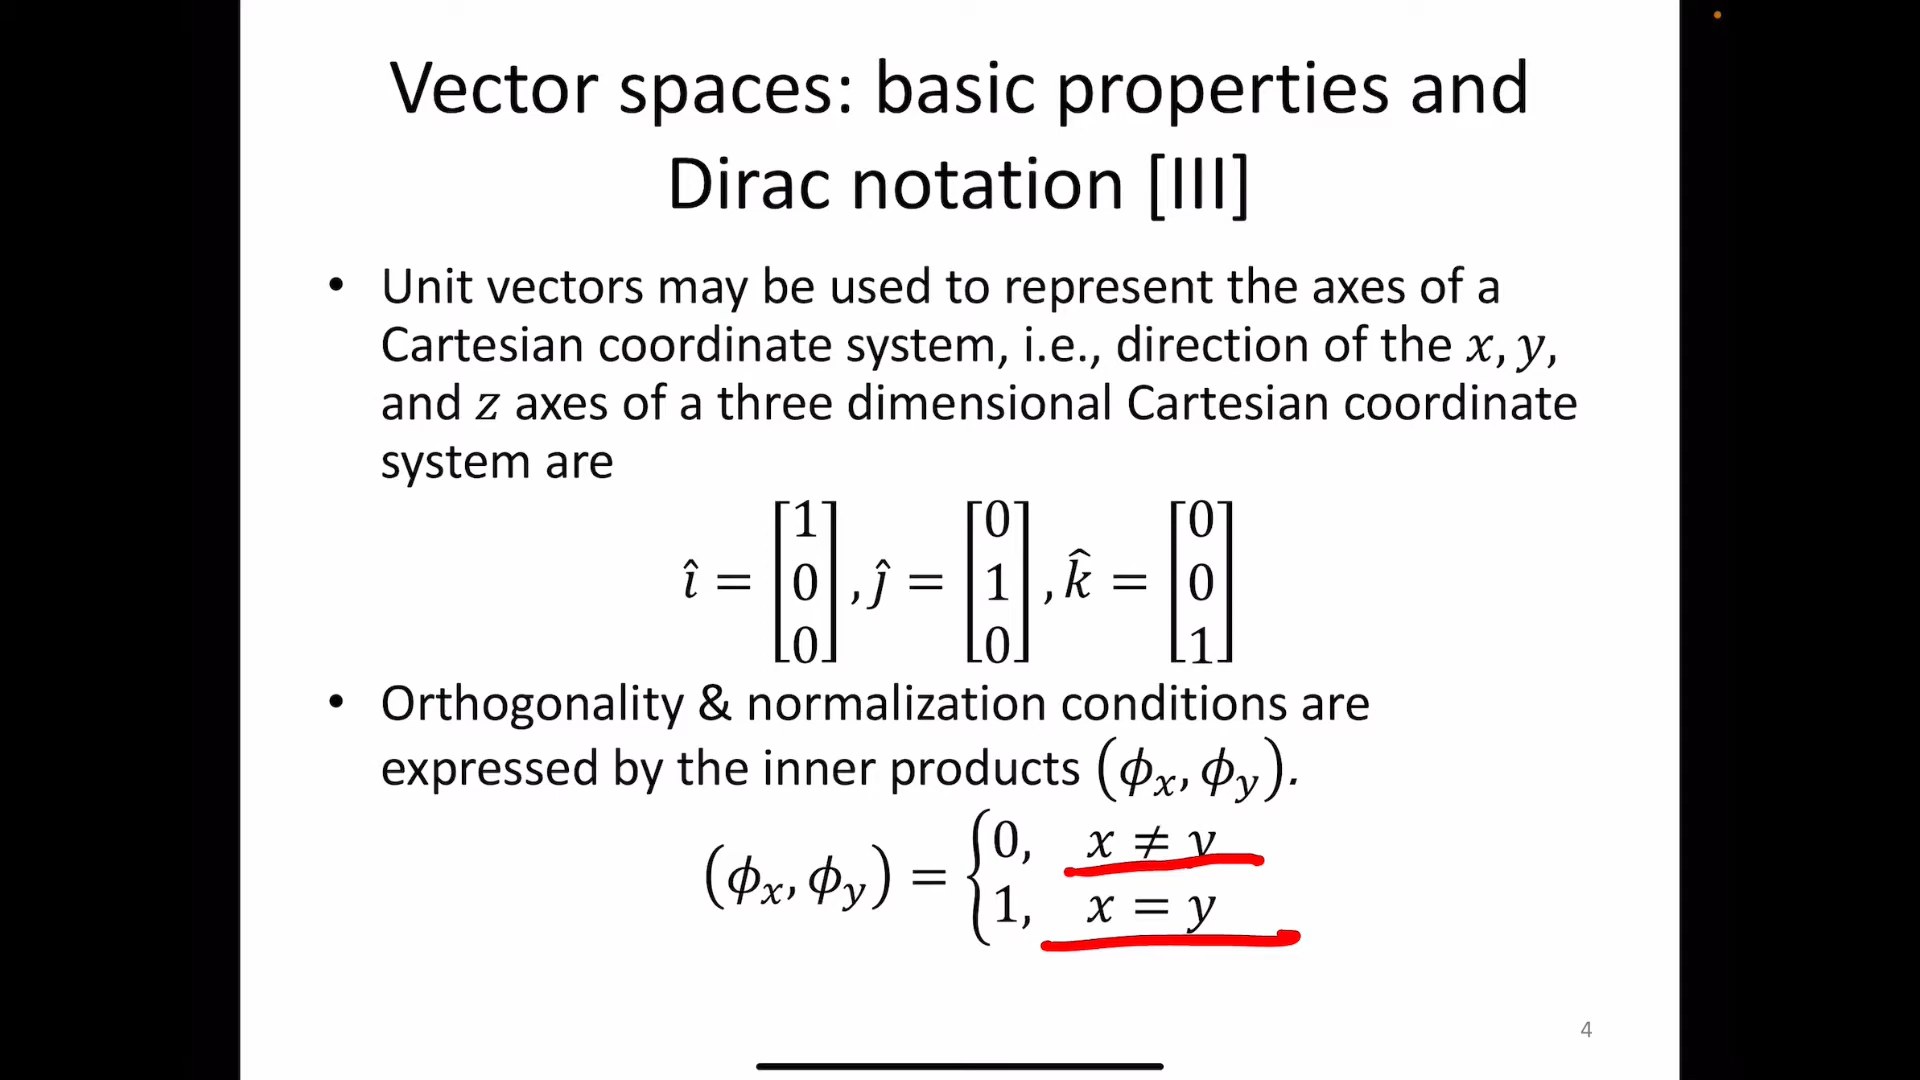 Vector spaces: basic properties and
Dirac notation [III]
• Unit vectors may be used to represent the axes of a
Cartesian coordinate system, i.e., direction of the x, y,
and z axes of a three dimensional Cartesian coordinate
system are
î = [1 0 0], ĵ = [0 1 0], k̂ = [0 0 1]
• Orthogonality & normalization conditions are
expressed by the inner products (ϕₓ, ϕ_y).
(ϕₓ, ϕ_y) = {0, x ≠ y
1, x = y
4